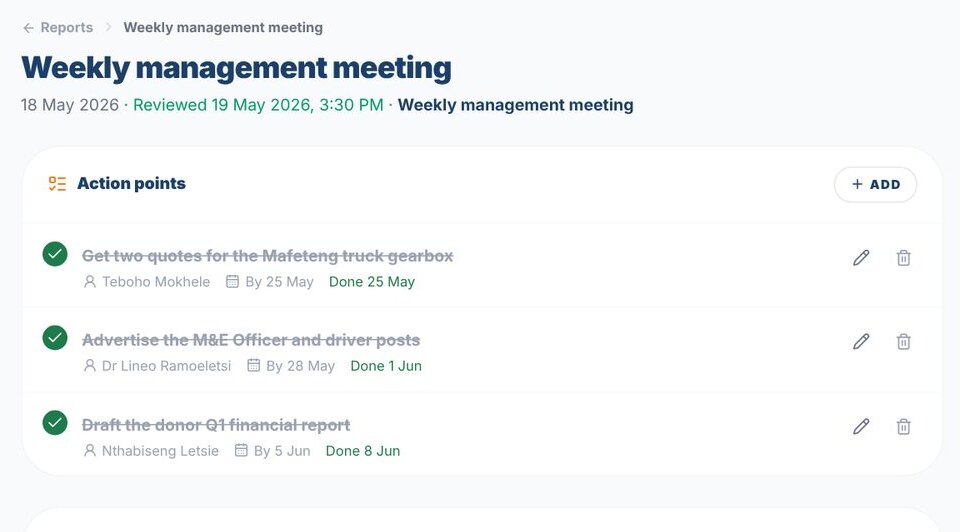 Reports > Weekly management meeting
Weekly management meeting
18 May 2026 · Reviewed 19 May 2026, 3:30 PM · Weekly management meeting
Action points
+ ADD
Get two quotes for the Mafeteng truck gearbox
Teboho Mokhele By 25 May Done 25 May
Advertise the M&E Officer and driver posts
Dr Lineo Ramoeletsi By 28 May Done 1 Jun
Draft the donor Q1 financial report
Nthabiseng Letsie By 5 Jun Done 8 Jun